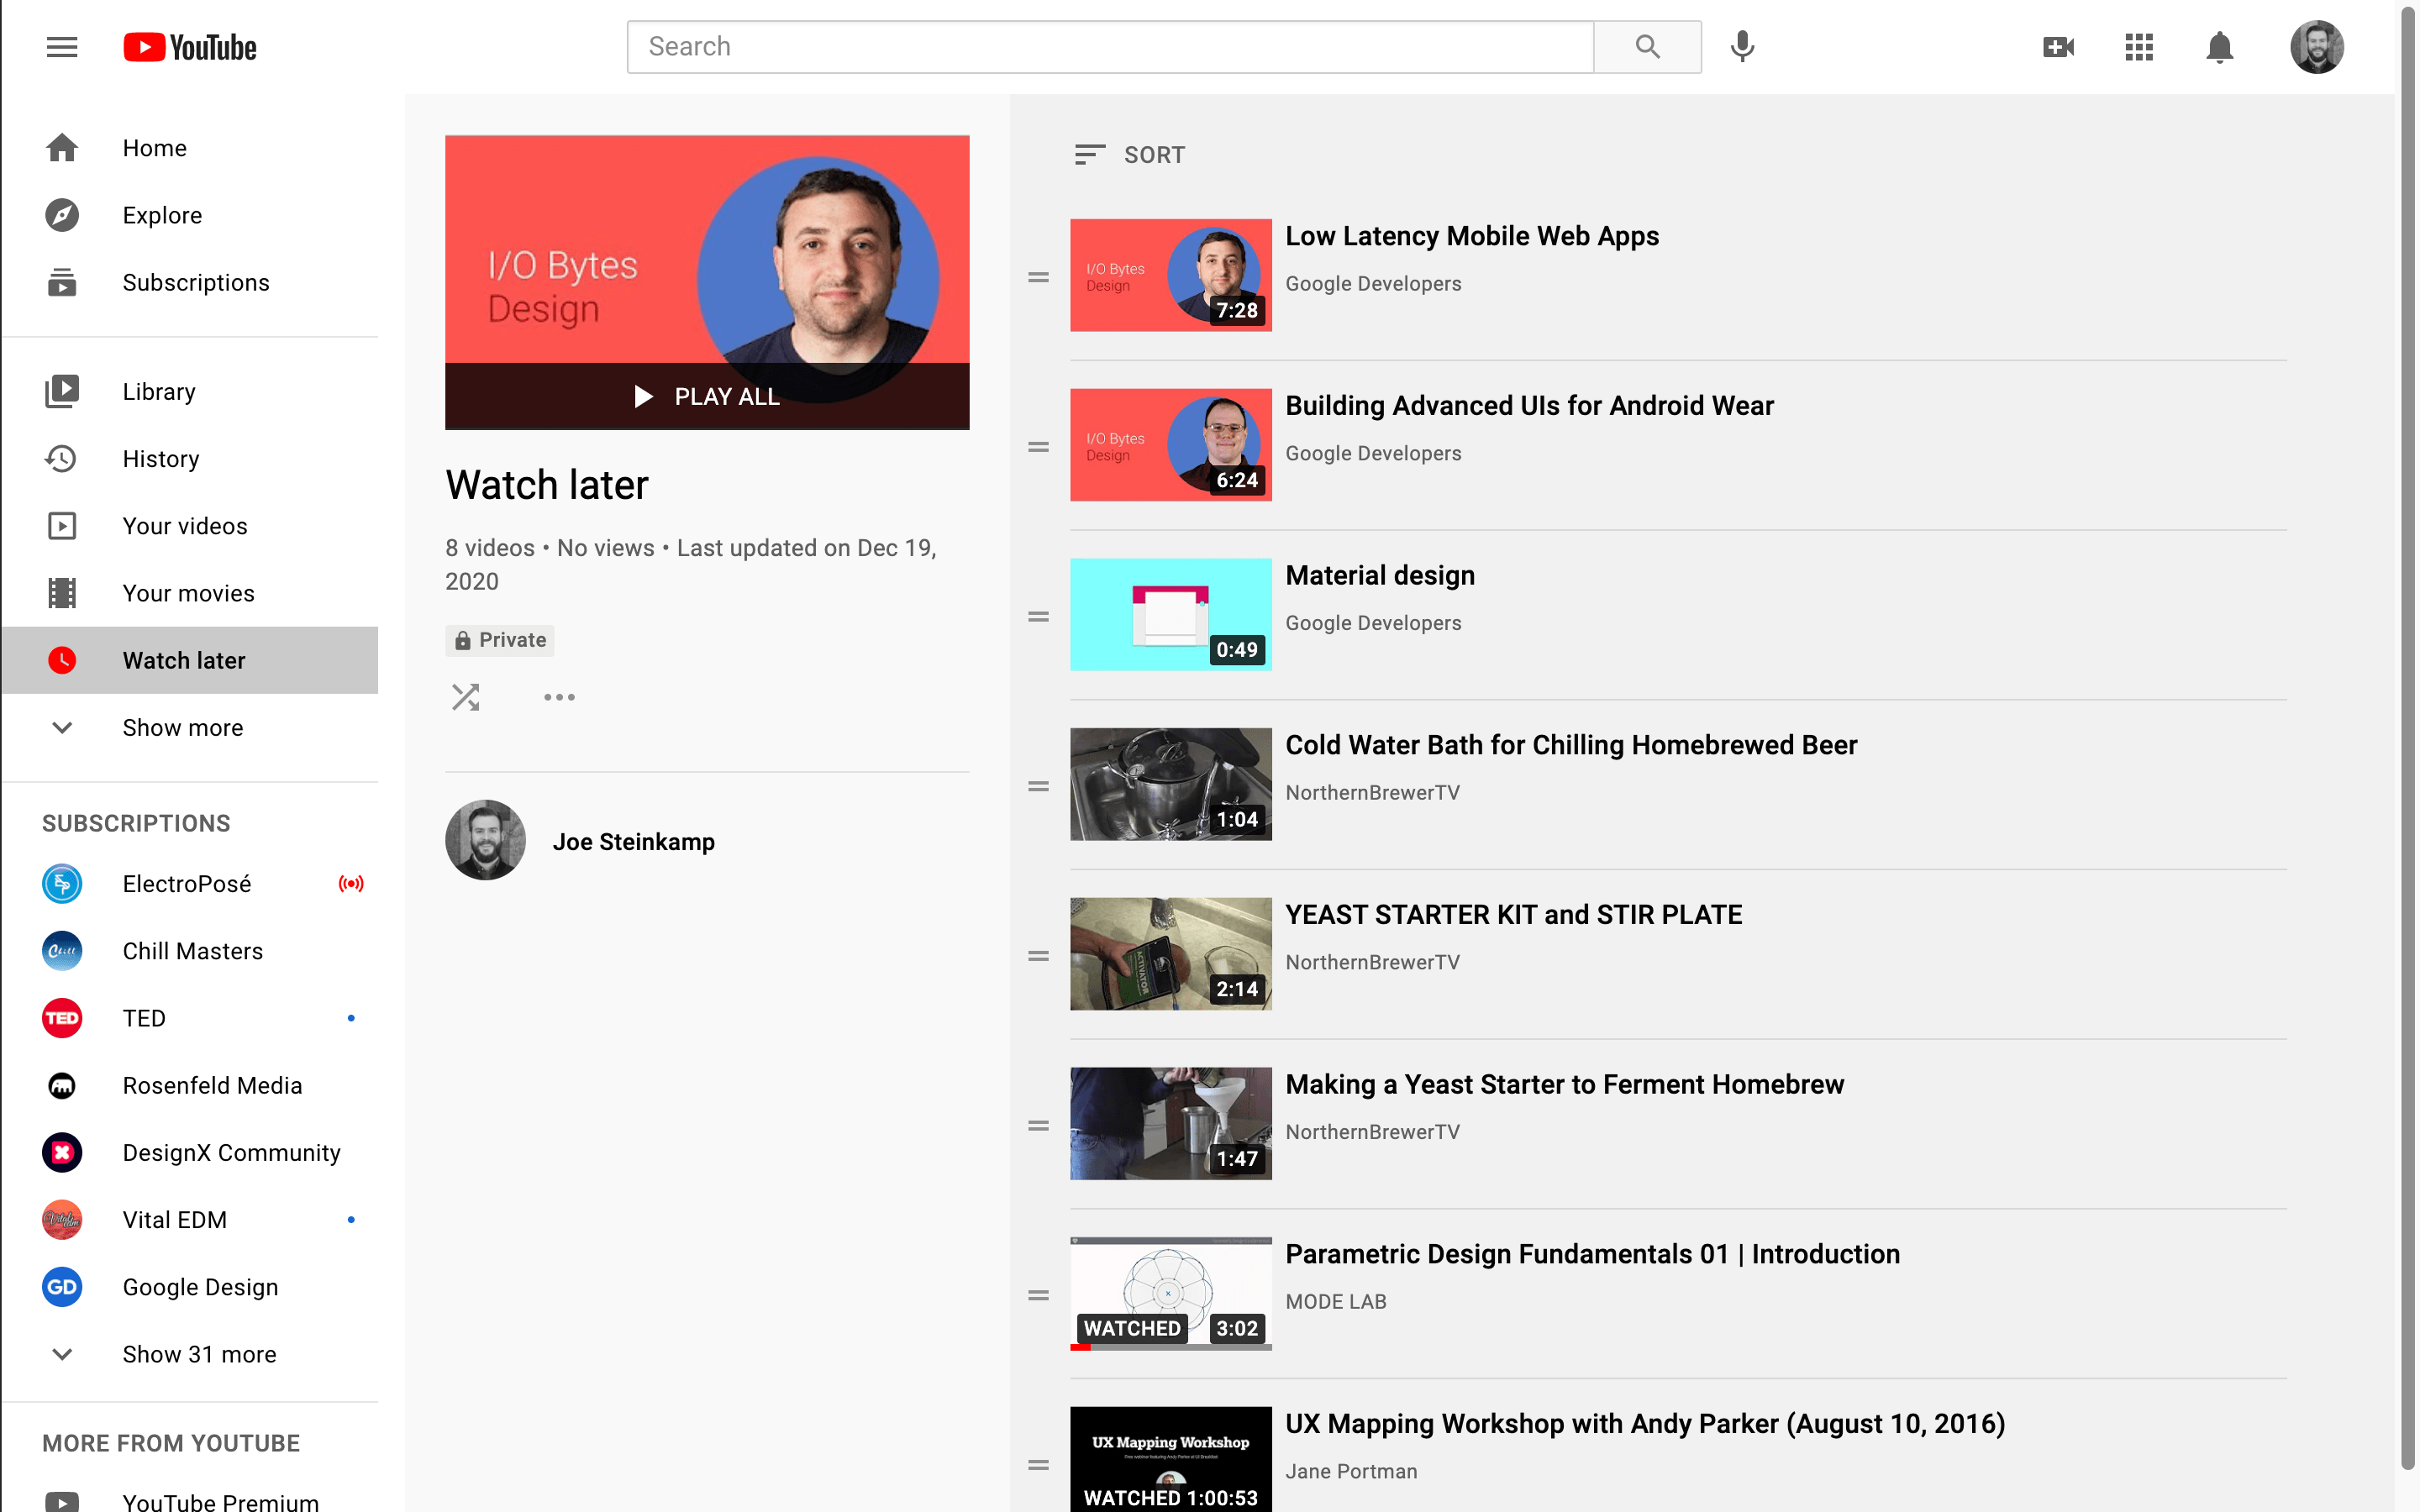 YouTube
Search
Home
Explore
Subscriptions
Library
History
Your videos
Your movies
Watch later
Show more
SUBSCRIPTIONS
ElectroPosé
Chill Masters
TED
TED
Rosenfeld Media
DesignX Community
Vital EDM
GD
Google Design
Show 31 more
MORE FROM YOUTUBE
YouTube Premium
I/O Bytes
Design
PLAY ALL
Watch later
8 videos • No views • Last updated on Dec 19,
2020
Private
Joe Steinkamp
SORT
I/O Bytes
Design
7:28
Low Latency Mobile Web Apps
Google Developers
I/O Bytes
Design
6:24
Building Advanced UIs for Android Wear
Google Developers
0:49
Material design
Google Developers
1:04
Cold Water Bath for Chilling Homebrewed Beer
NorthernBrewerTV
ACTIVATOR
2:14
YEAST STARTER KIT and STIR PLATE
NorthernBrewerTV
1:47
Making a Yeast Starter to Ferment Homebrew
NorthernBrewerTV
WATCHED 3:02
Parametric Design Fundamentals 01 | Introduction
MODE LAB
UX Mapping Workshop
WATCHED 1:00:53
UX Mapping Workshop with Andy Parker (August 10, 2016)
Jane Portman